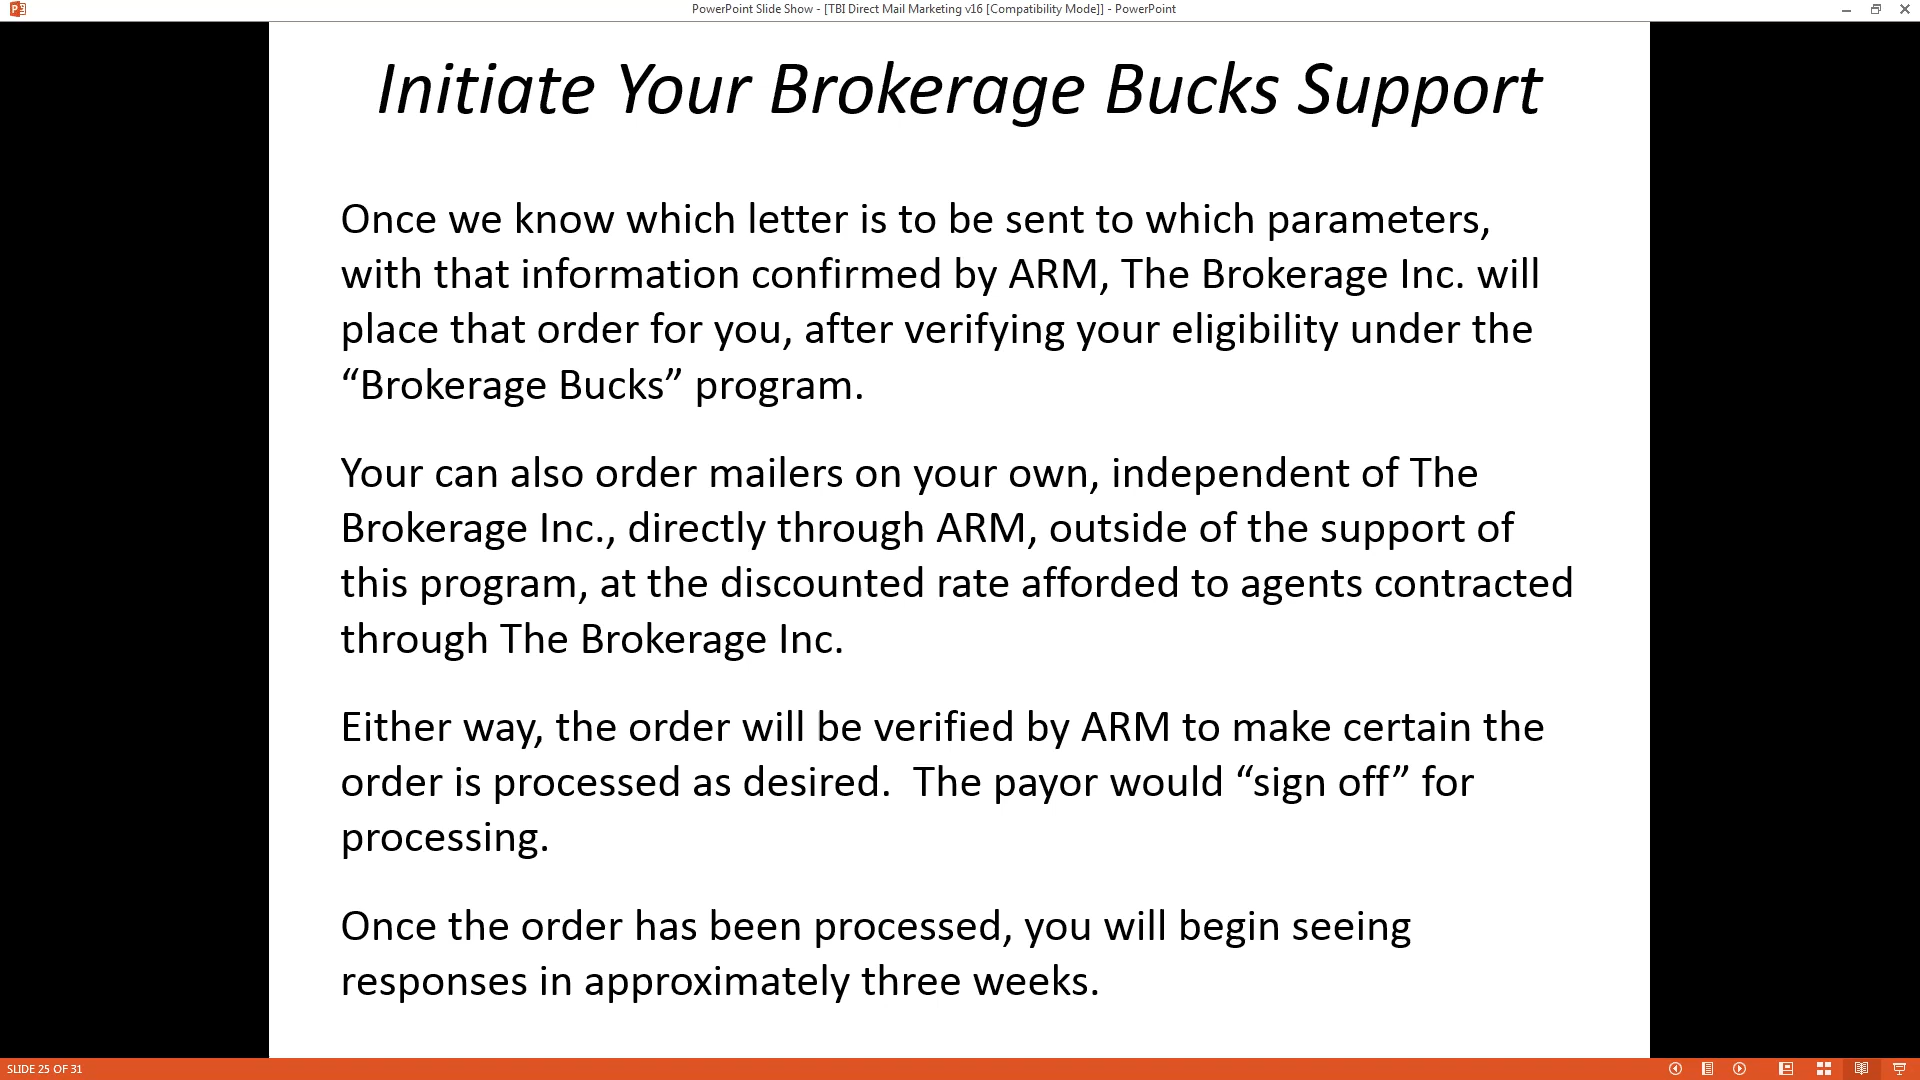 PowerPoint Slide Show - [TBI Direct Mail Marketing v16 [Compatibility Mode]] - PowerPoint
Initiate Your Brokerage Bucks Support
Once we know which letter is to be sent to which parameters,
with that information confirmed by ARM, The Brokerage Inc. will
place that order for you, after verifying your eligibility under the
“Brokerage Bucks” program.
Your can also order mailers on your own, independent of The
Brokerage Inc., directly through ARM, outside of the support of
this program, at the discounted rate afforded to agents contracted
through The Brokerage Inc.
Either way, the order will be verified by ARM to make certain the
order is processed as desired.  The payor would “sign off” for
processing.
Once the order has been processed, you will begin seeing
responses in approximately three weeks.
SLIDE 25 OF 31